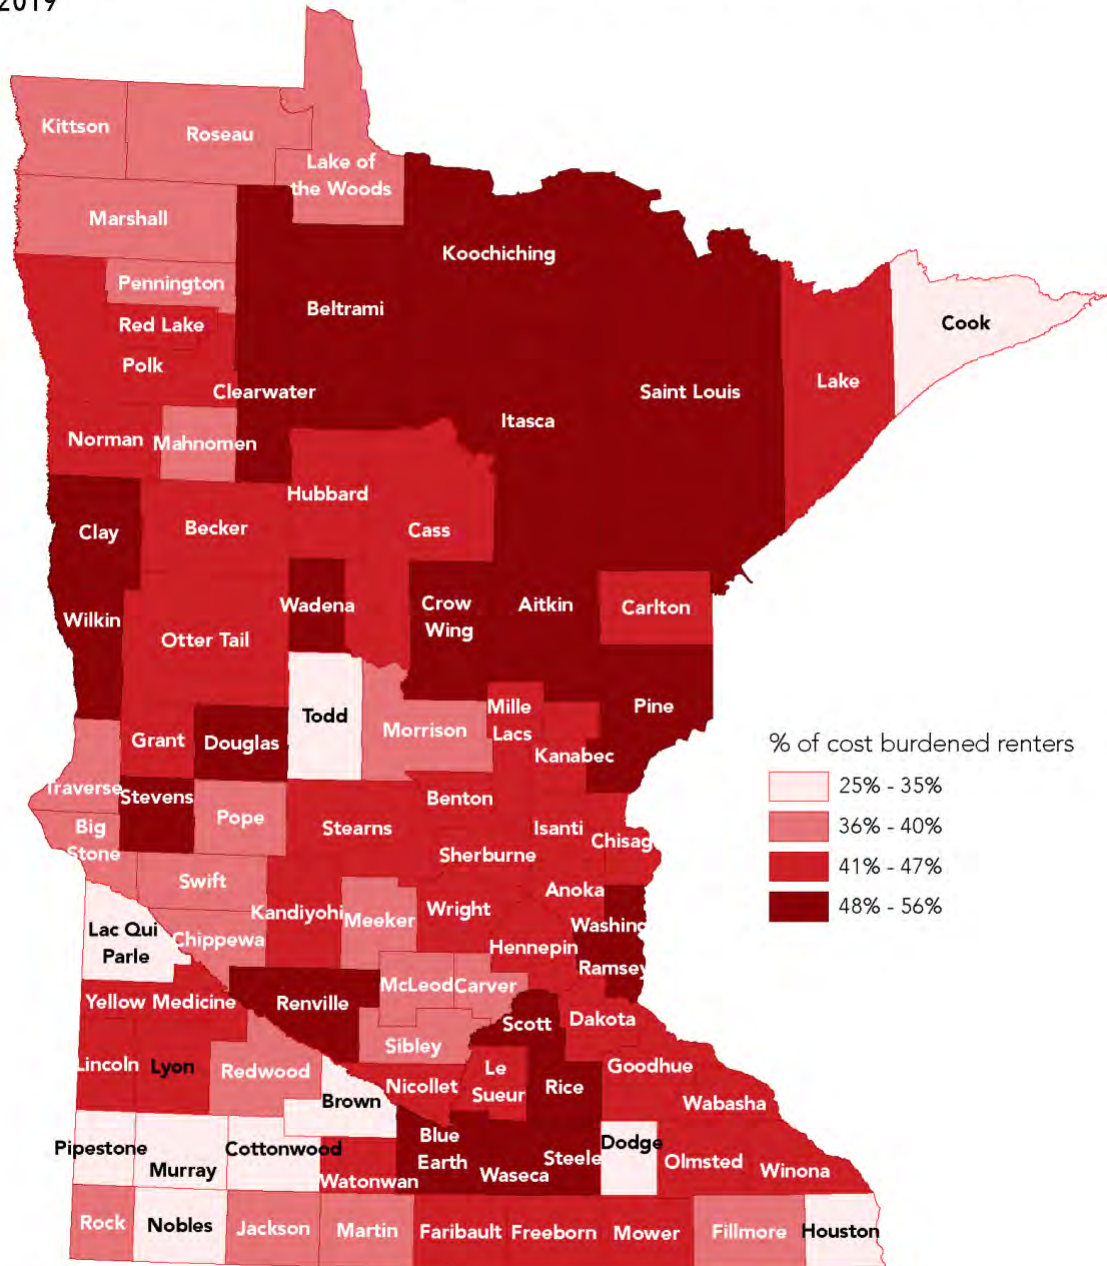 2019
Kittson
Roseau
Lake of
the Woods
Marshall
Koochiching
Pennington
Beltrami
Red Lake
Cook
Polk
Clearwater
Saint Louis
Lake
Itasca
Norman
Mahnomen
Hubbard
Becker
Cass
Clay
Wadena
Crow
Wing
Aitkin
Carlton
Wilkin
Otter Tail
Todd
Morrison
Mille
Lacs
Pine
Grant
Douglas
Kanabec
% of cost burdened renters
25% - 35%
36% - 40%
41% - 47%
48% - 56%
Traverse
Stevens
Benton
Big
Stone
Pope
Stearns
Isanti
Chisag
Sherburne
Swift
Anoka
Kandiyohi
Meeker
Wright
Washing
Lac Qui
Parle
Chippewa
Hennepin
Ramsey
McLeod
Carver
Yellow Medicine
Renville
Scott
Dakota
Sibley
Lincoln
Lyon
Redwood
Le
Sueur
Goodhue
Nicollet
Rice
Brown
Wabasha
Pipestone
Murray
Cottonwood
Blue
Earth
Waseca
Steele
Dodge
Olmsted
Winona
Watonwan
Rock
Nobles
Jackson
Martin
Faribault
Freeborn
Mower
Fillmore
Houston